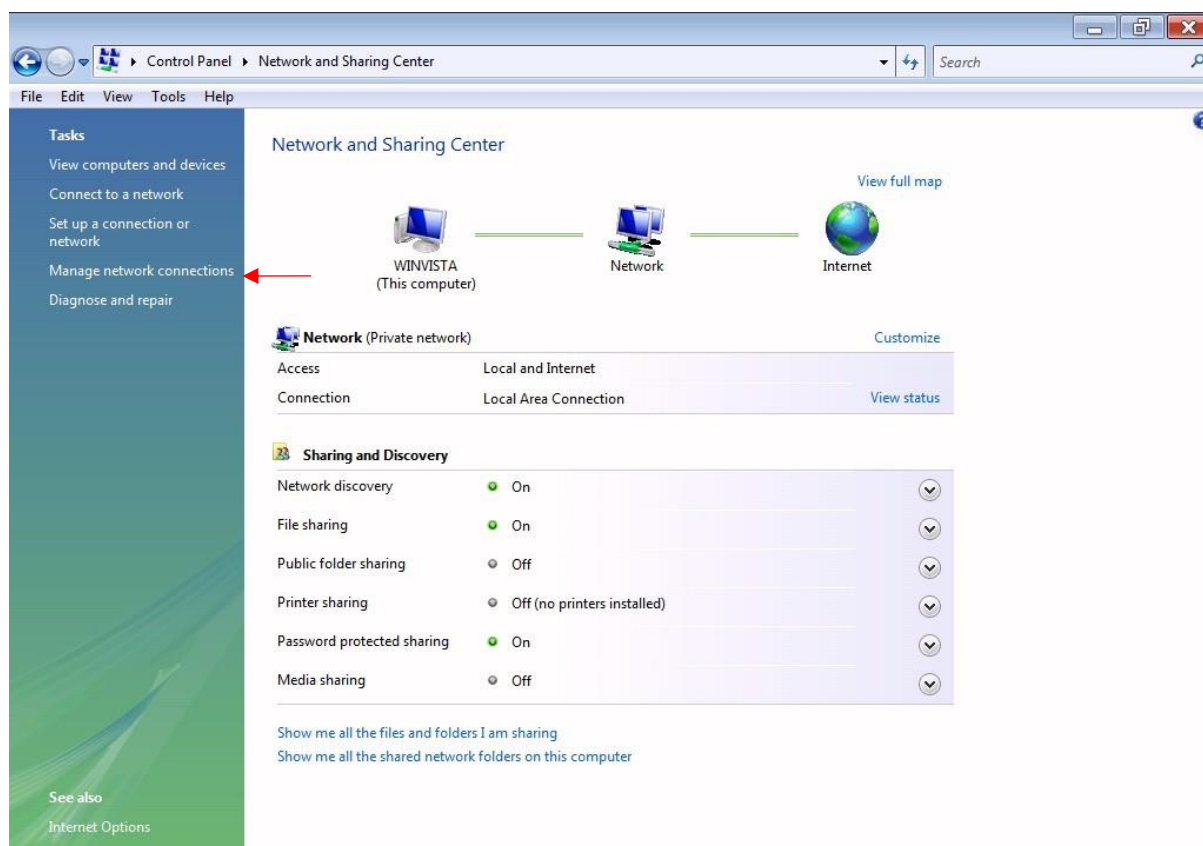 Control Panel Network and Sharing Center
Search
File Edit View Tools Help
Tasks
View computers and devices
Connect to a network
Set up a connection or
network
Manage network connections
Diagnose and repair
See also
Internet Options
Network and Sharing Center
View full map
WINVISTA
(This computer)
Network
Internet
Network (Private network)
Customize
Access Local and Internet
Connection Local Area Connection View status
Sharing and Discovery
Network discovery On
File sharing On
Public folder sharing Off
Printer sharing Off (no printers installed)
Password protected sharing On
Media sharing Off
Show me all the files and folders I am sharing
Show me all the shared network folders on this computer